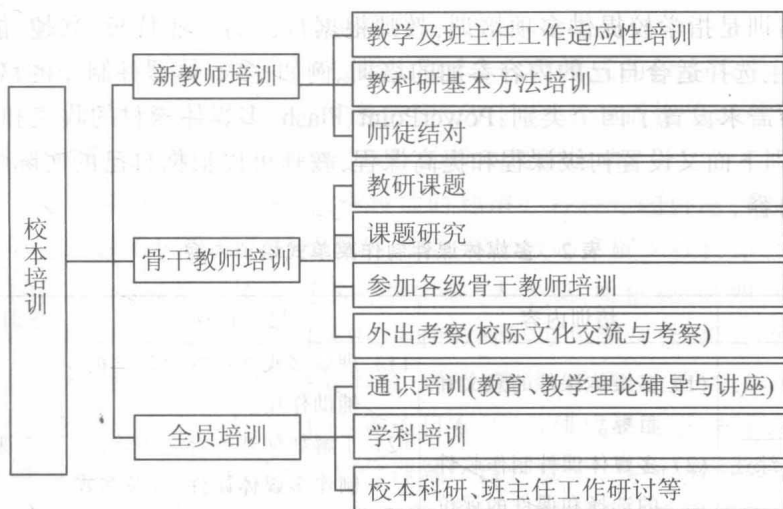 校本培训
新教师培训
教学及班主任工作适应性培训
教科研基本方法培训
师徒结对
骨干教师培训
教研课题
课题研究
参加各级骨干教师培训
外出考察(校际文化交流与考察)
全员培训
通识培训(教育、教学理论辅导与讲座)
学科培训
校本科研、班主任工作研讨等